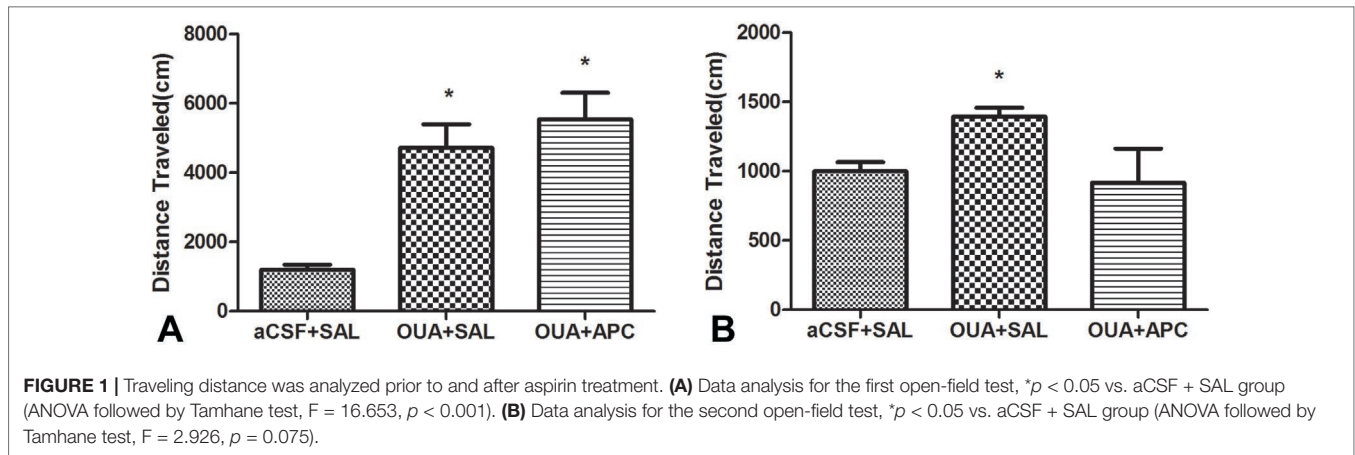 8000
6000
4000
2000
0
Distance Traveled(cm)
*
*
aCSF+SAL OUA+SAL OUA+APC
A
2000
1500
1000
500
0
Distance Traveled(cm)
*
aCSF+SAL OUA+SAL OUA+APC
B
FIGURE 1 | Traveling distance was analyzed prior to and after aspirin treatment. (A) Data analysis for the first open-field test, *p < 0.05 vs. aCSF + SAL group
(ANOVA followed by Tamhane test, F = 16.653, p < 0.001). (B) Data analysis for the second open-field test, *p < 0.05 vs. aCSF + SAL group (ANOVA followed by
Tamhane test, F = 2.926, p = 0.075).